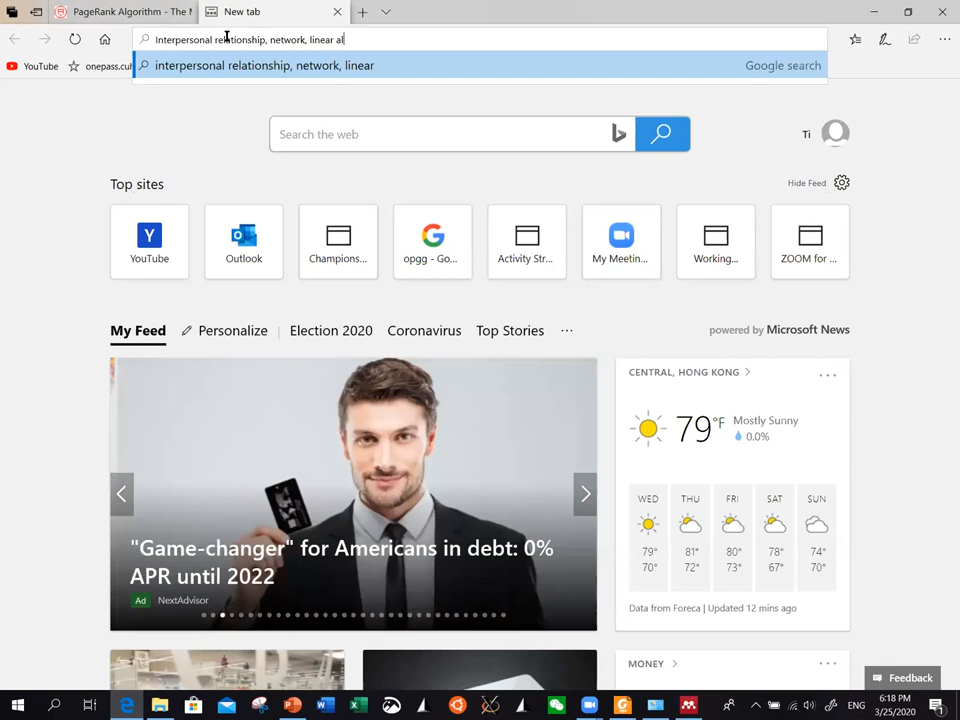 PageRank Algorithm - The M
New tab
Interpersonal relationship, network, linear al
YouTube
onepass.cuh
interpersonal relationship, network, linear
Google search
Search the web
Ti
Top sites
Hide Feed
Y
YouTube
Outlook
Champions...
opgg - Go...
Activity Str...
My Meetin...
Working...
ZOOM for ...
My Feed
Personalize
Election 2020
Coronavirus
Top Stories
powered by Microsoft News
"Game-changer" for Americans in debt: 0%
APR until 2022
Ad
NextAdvisor
CENTRAL, HONG KONG
79°F
Mostly Sunny
0.0%
WED THU FRI SAT SUN
79° 81° 80° 78° 74°
70° 72° 73° 67° 70°
Data from Foreca | Updated 12 mins ago
MONEY
Feedback
ENG
6:18 PM
3/25/2020